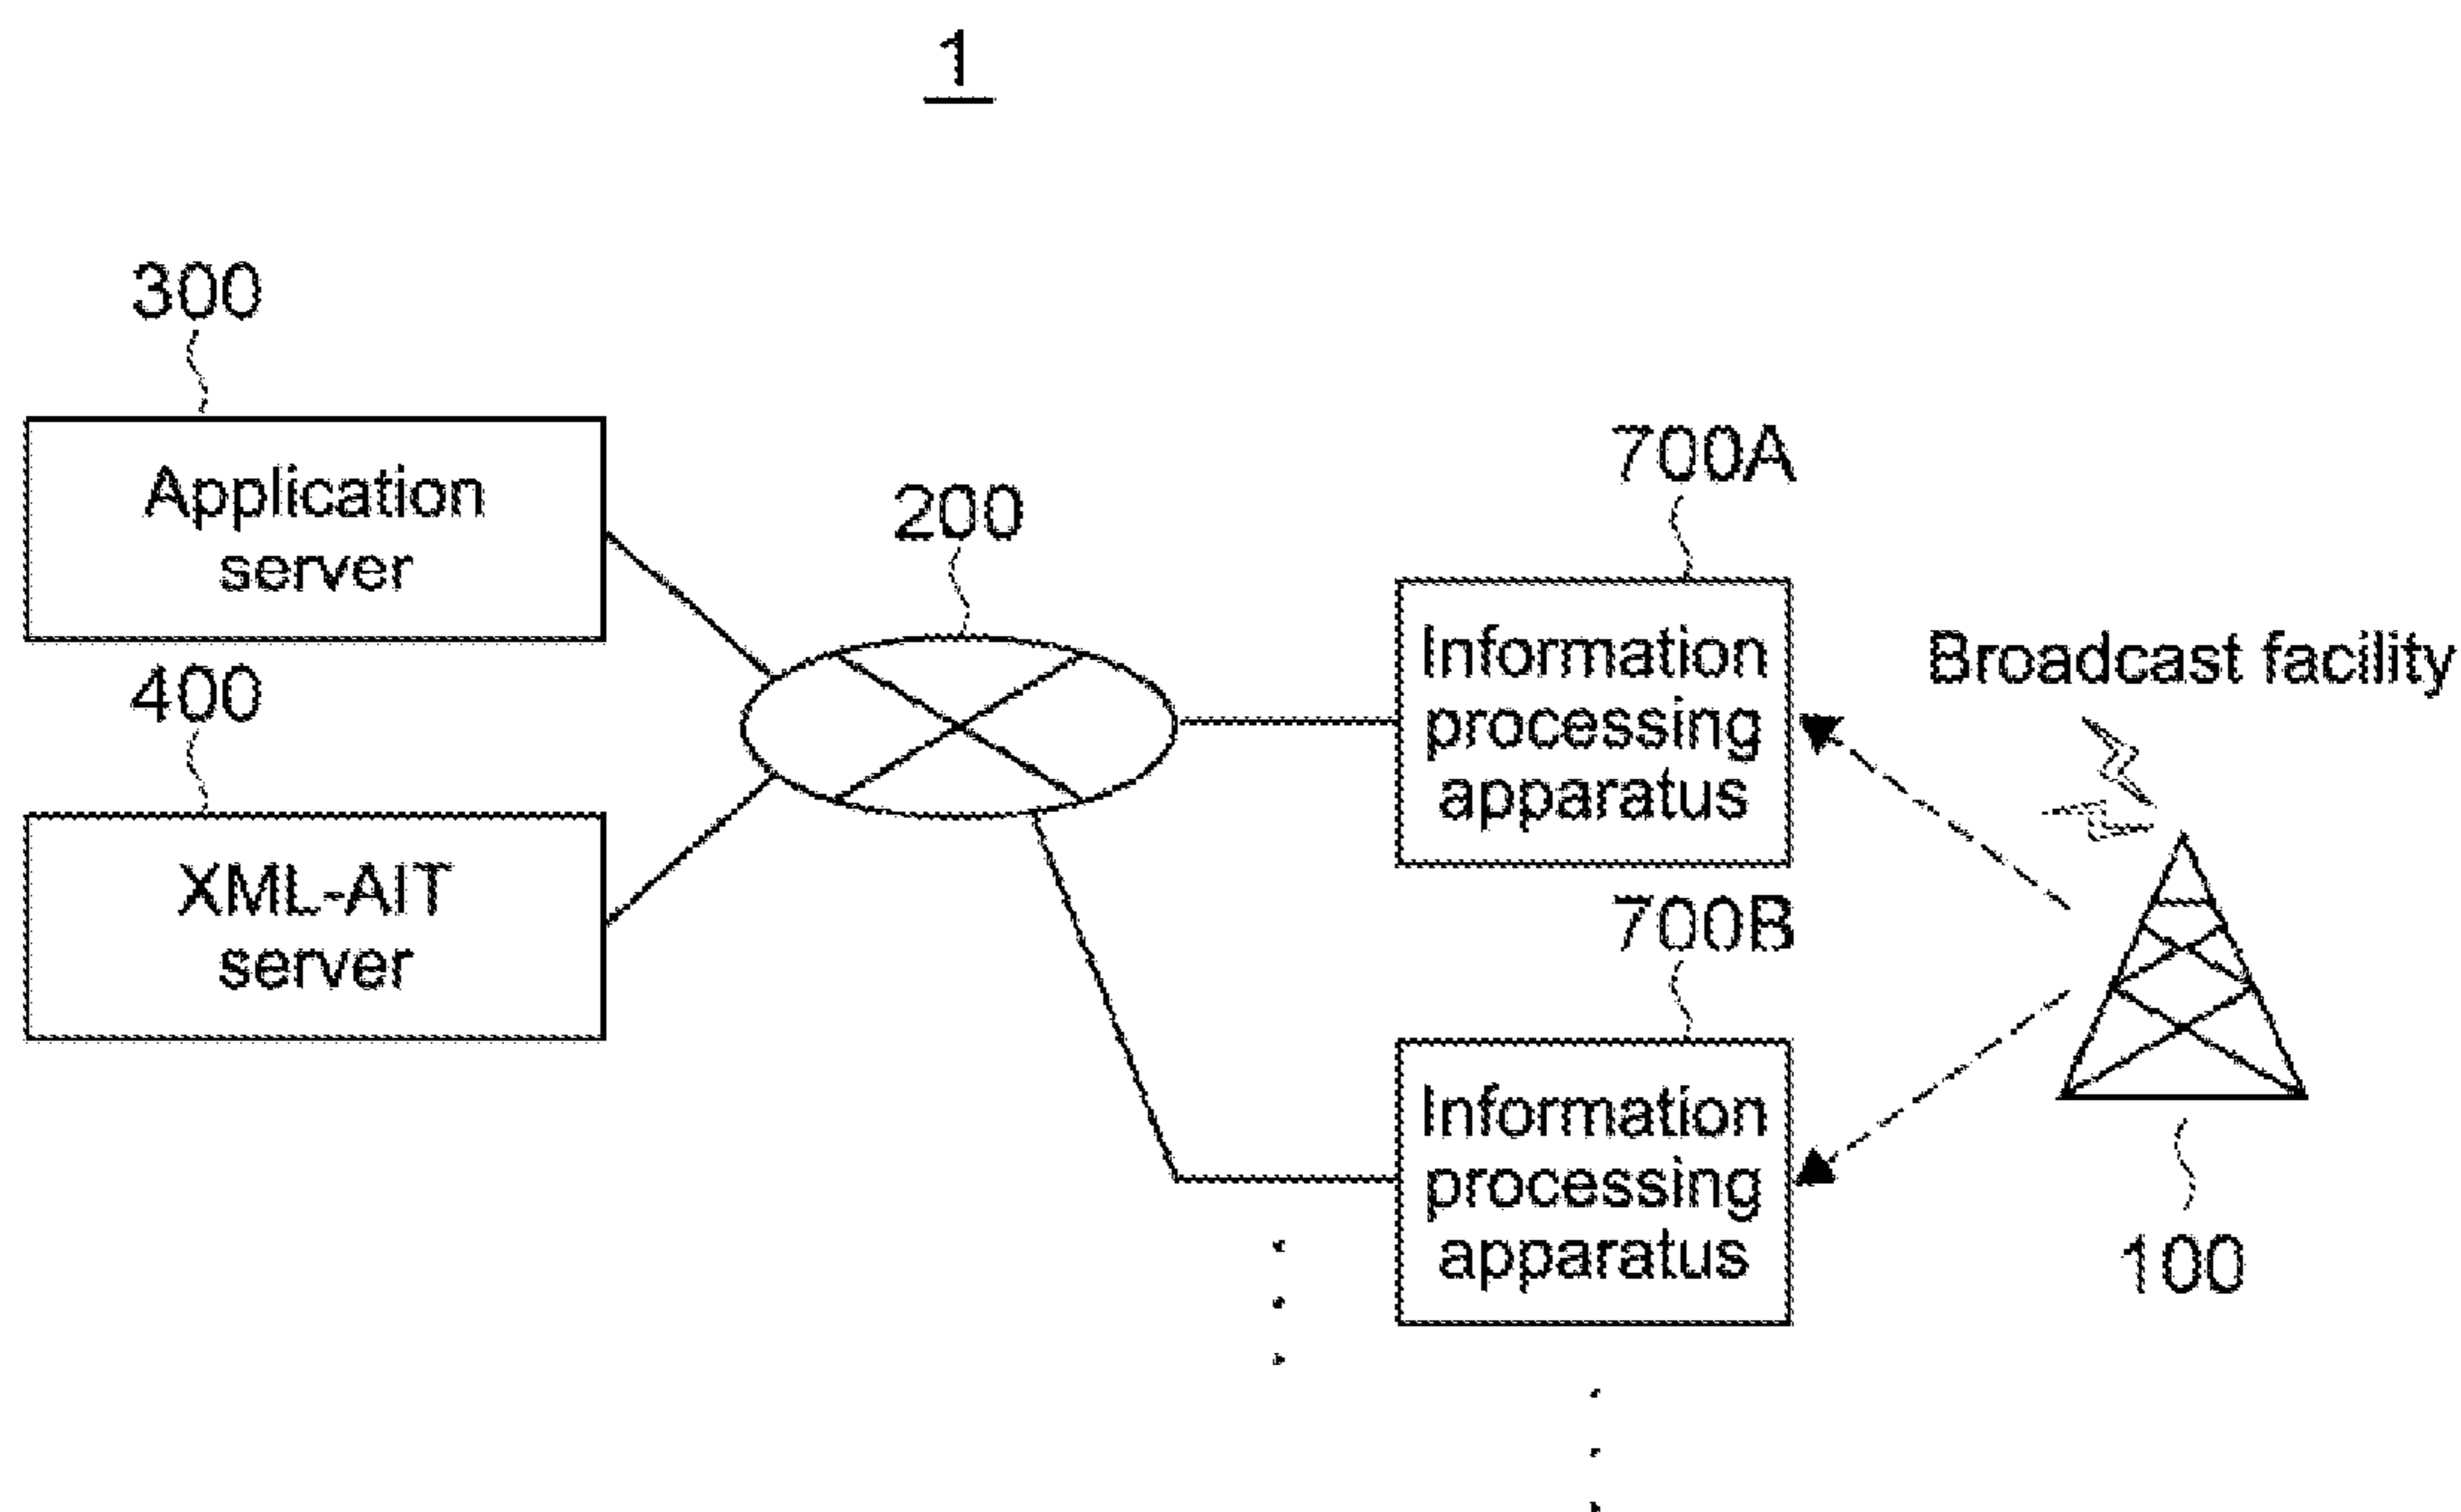 1
300
Application
server
200
700A
Information
processing
apparatus
Broadcast facility
400
XML-AIT
server
700B
Information
processing
apparatus
100